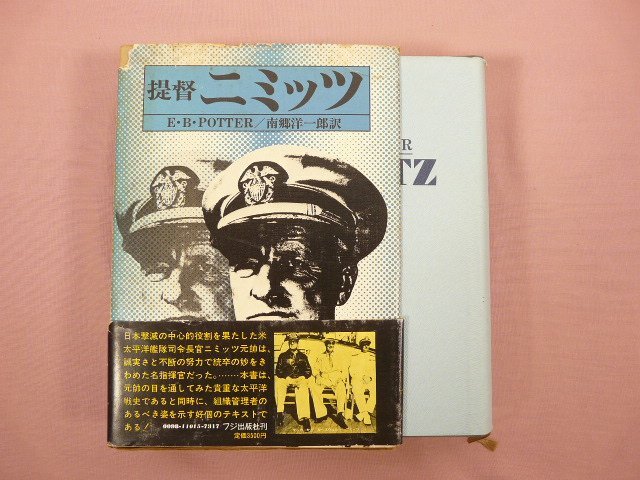 提督ニミッツ
E・B・POTTER／南郷洋一郎訳
R
TZ
日本撃滅の中心的役割を果たした米
太平洋艦隊司令長官ニミッツ元帥は、
誠実さと不断の努力で統卒の妙をき
わめた名指揮官だった。……本書は、
元帥の目を通してみた貴重な太平洋
戦史であると同時に、組織管理者の
あるべき姿を示す好個のテキストで
ある！ 0098-11015-7317 フジ出版社刊
定価3500円